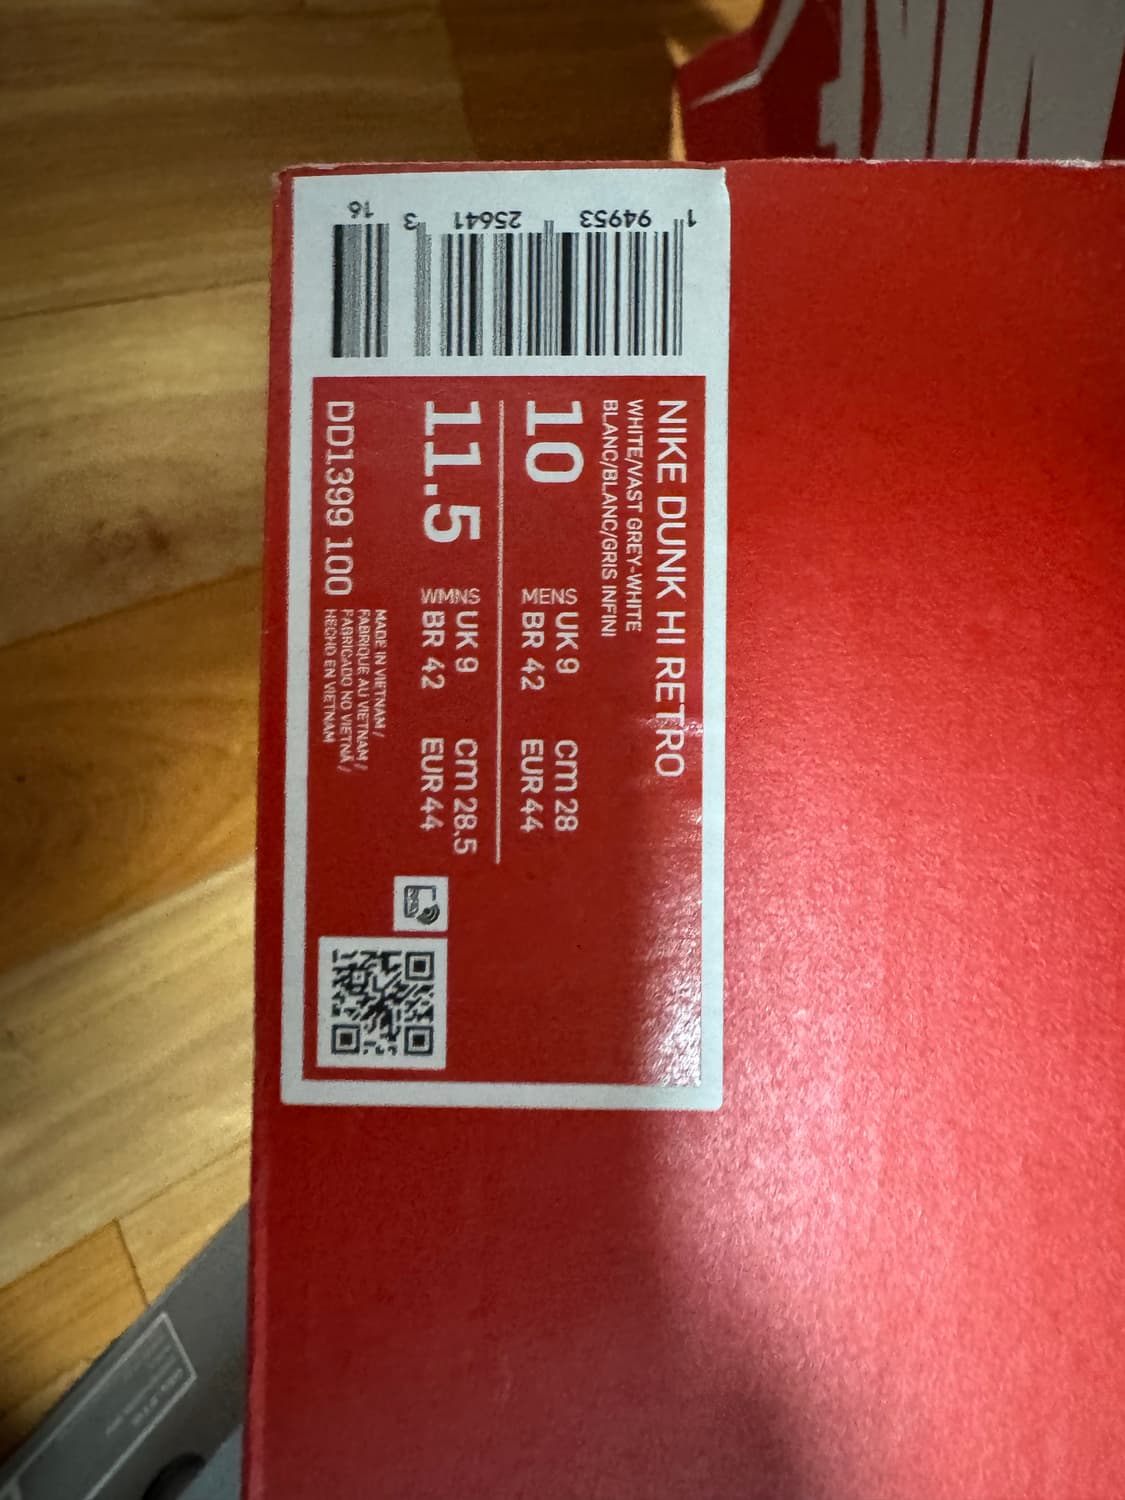 NIKE DUNK HI RETRO
WHITE/VAST GREY-WHITE
BLANC/BLANC/GRIS INFINI
10
MENS
UK 9 cm 28
BR 42 EUR 44
11.5
WMNS
UK 9 cm 28.5
BR 42 EUR 44
DD1399 100
MADE IN VIETNAM /
FABRIQUE AU VIETNAM /
FABRICADO NO VIETNÃ /
HECHO EN VIETNAM
1 94953 25641 3 16